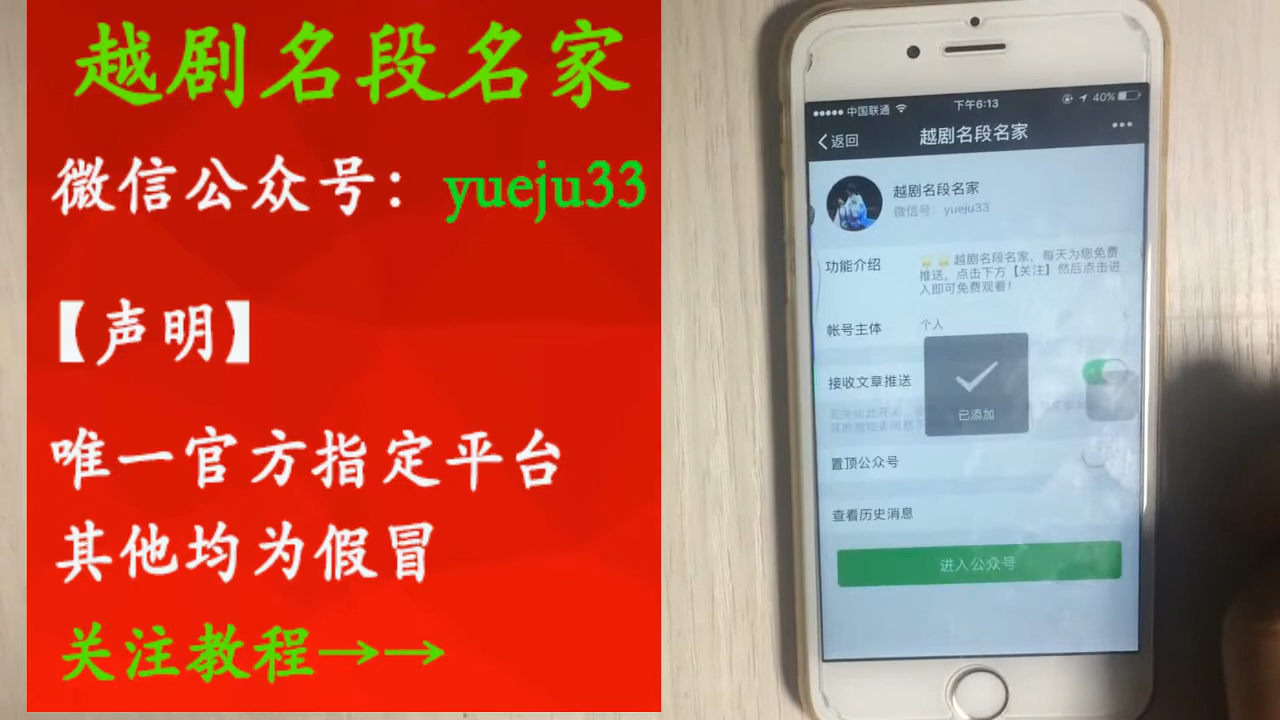 越剧名段名家
微信公众号：yueju33
【声明】
唯一官方指定平台
其他均为假冒
关注教程→→
中国联通 下午6:13 40%
返回 越剧名段名家
越剧名段名家
微信号：yueju33
功能介绍 越剧名段名家，每天为您免费
推送，点击下方【关注】然后点击进
入即可免费观看！
帐号主体 个人
接收文章推送
已添加
置顶公众号
查看历史消息
进入公众号